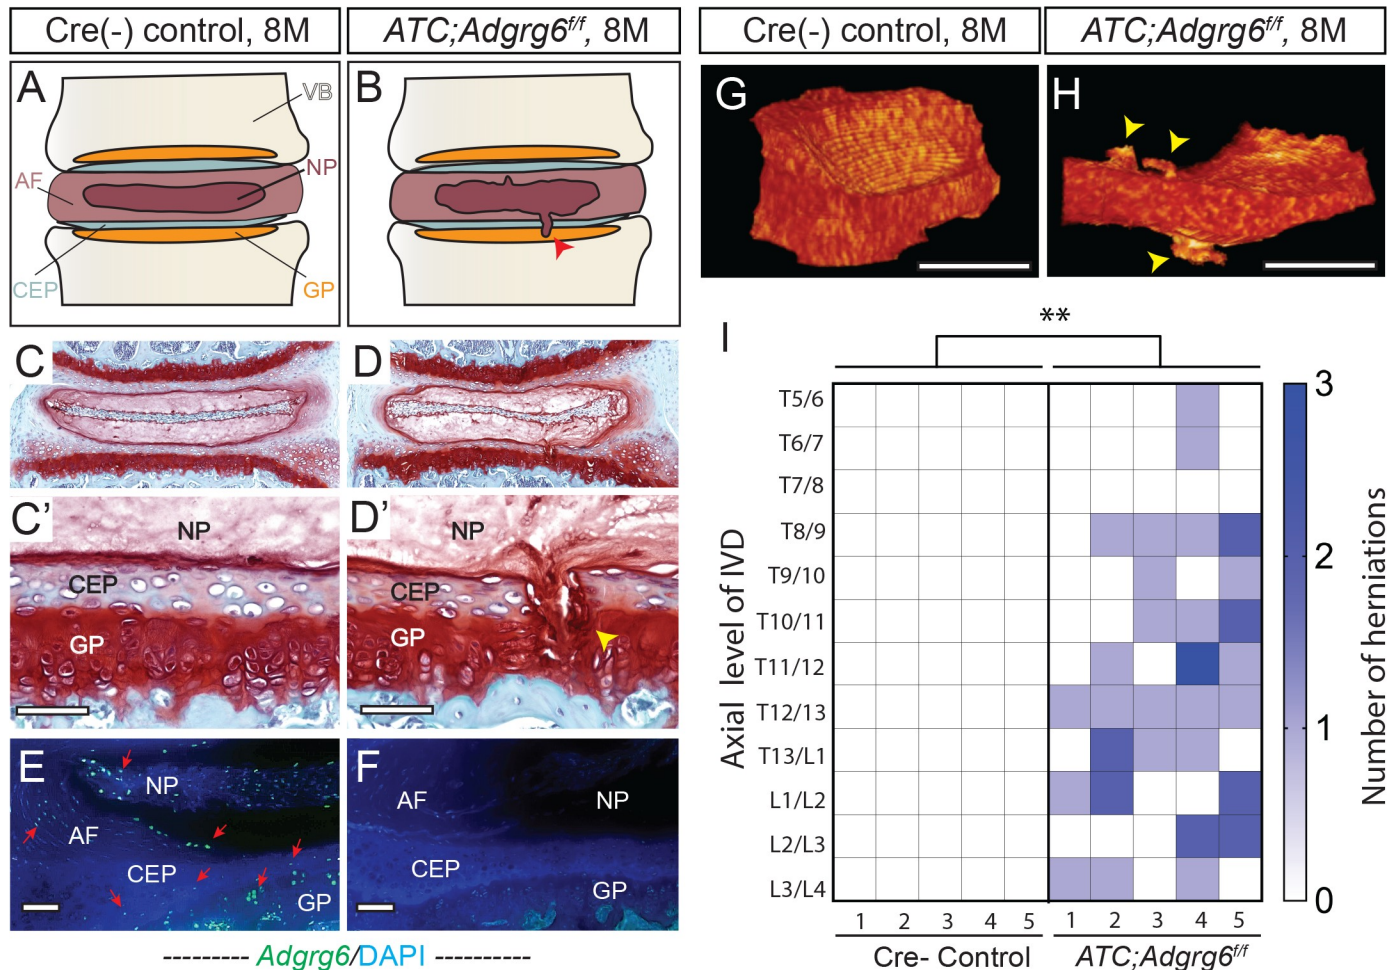 Cre(-) control, 8M
ATC;Adgrg6f/f, 8M
Cre(-) control, 8M
ATC;Adgrg6f/f, 8M
A
VB
NP
AF
CEP
GP
B
G
H
C
D
C'
NP
CEP
GP
D'
NP
CEP
GP
E
NP
AF
CEP
GP
F
AF
NP
CEP
GP
--------- Adgrg6/DAPI ----------
I
**
Axial level of IVD
T5/6
T6/7
T7/8
T8/9
T9/10
T10/11
T11/12
T12/13
T13/L1
L1/L2
L2/L3
L3/L4
1 2 3 4 5 1 2 3 4 5
Cre- Control
ATC;Adgrg6f/f
3
2
1
0
Number of herniations